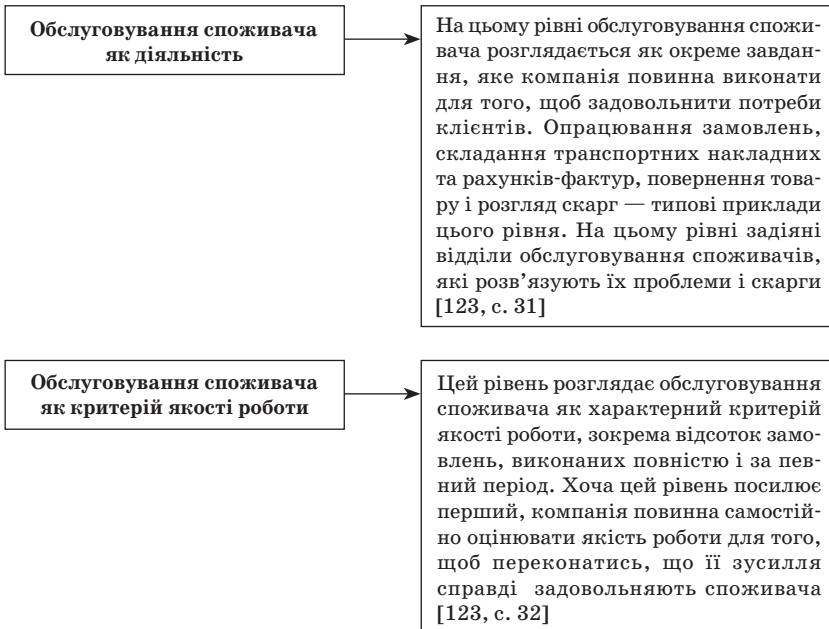 Обслуговування споживача
як діяльність
На цьому рівні обслуговування спожи-
вача розглядається як окреме завдан-
ня, яке компанія повинна виконати
для того, щоб задовольнити потреби
клієнтів. Опрацювання замовлень,
складання транспортних накладних
та рахунків-фактур, повернення това-
ру і розгляд скарг — типові приклади
цього рівня. На цьому рівні задіяні
відділи обслуговування споживачів,
які розв’язують їх проблеми і скарги
[123, с. 31]
Обслуговування споживача
як критерій якості роботи
Цей рівень розглядає обслуговування
споживача як характерний критерій
якості роботи, зокрема відсоток замо-
влень, виконаних повністю і за пев-
ний період. Хоча цей рівень посилює
перший, компанія повинна самостій-
но оцінювати якість роботи для того,
щоб переконатись, що її зусилля
справді задовольняють споживача
[123, с. 32]